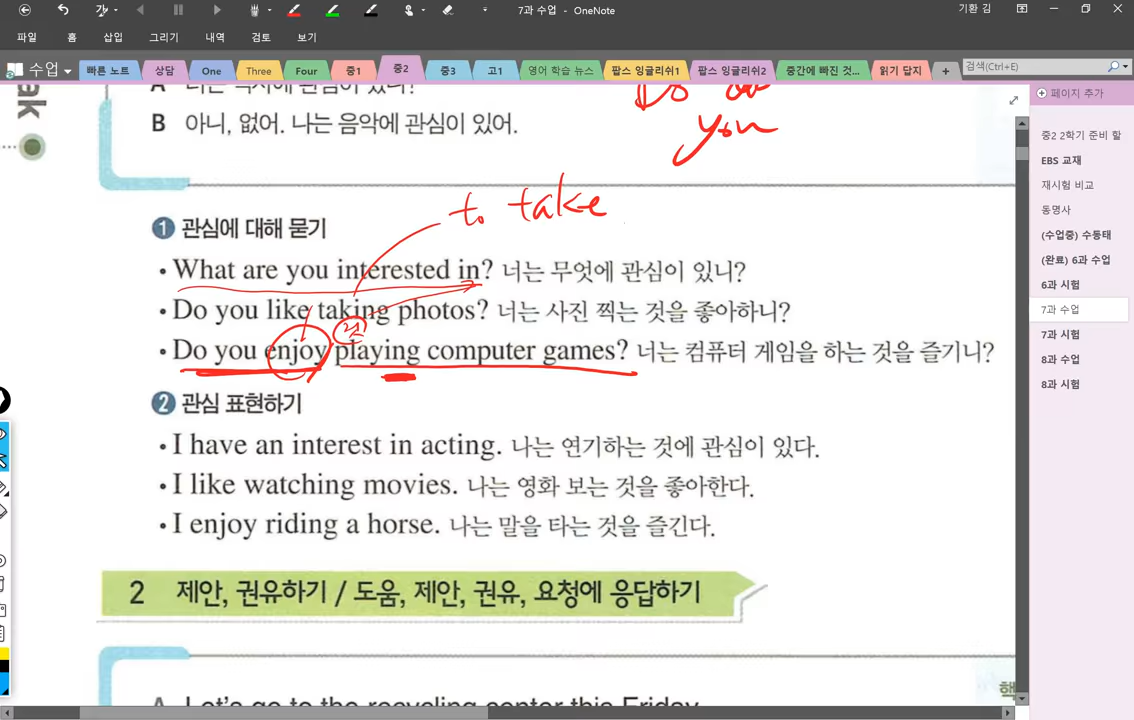 7과 수업 - OneNote
기환 김
파일 홈 삽입 그리기 내역 검토 보기
수업 빠른 노트 상담 One Three Four 중1 중2 중3 고1 영어 학습 뉴스 팝스 잉글리쉬1 팝스 잉글리쉬2 중간에 빠진 것... 읽기 답지 + 검색(Ctrl+E)
페이지 추가
중2 2학기 준비 할
EBS 교재
재시험 비교
동명사
(수업중) 수동태
(완료) 6과 시험
6과 시험
7과 수업
7과 시험
8과 수업
8과 시험
B 아니, 없어. 나는 음악에 관심이 있어.
Do
you
to take
1 관심에 대해 묻기
• What are you interested in? 너는 무엇에 관심이 있니?
• Do you like taking photos? 너는 사진 찍는 것을 좋아하니?
것
• Do you enjoy playing computer games? 너는 컴퓨터 게임을 하는 것을 즐기니?
2 관심 표현하기
• I have an interest in acting. 나는 연기하는 것에 관심이 있다.
• I like watching movies. 나는 영화 보는 것을 좋아한다.
• I enjoy riding a horse. 나는 말을 타는 것을 즐긴다.
2 제안, 권유하기 / 도움, 제안, 권유, 요청에 응답하기
A Let's go to the recycling center this Friday